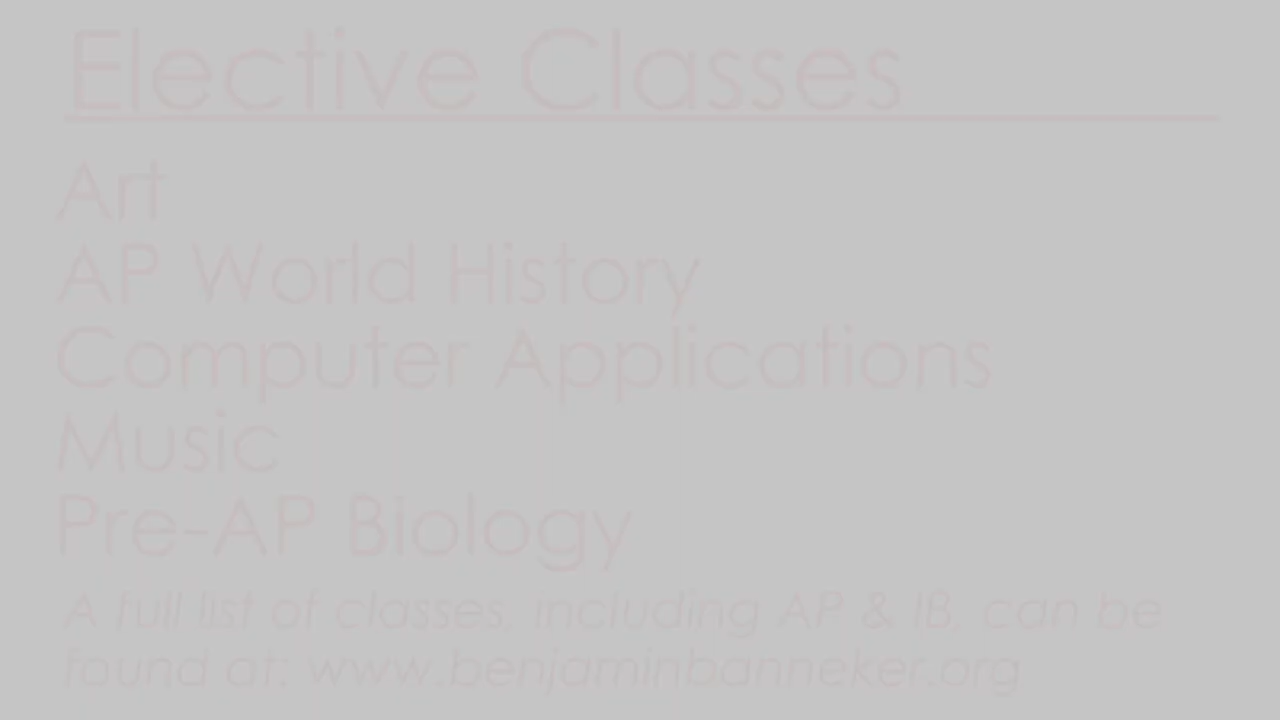 Elective Classes
Art
AP World History
Computer Applications
Music
Pre-AP Biology
A full list of classes, including AP & IB, can be
found at: www.benjaminbanneker.org